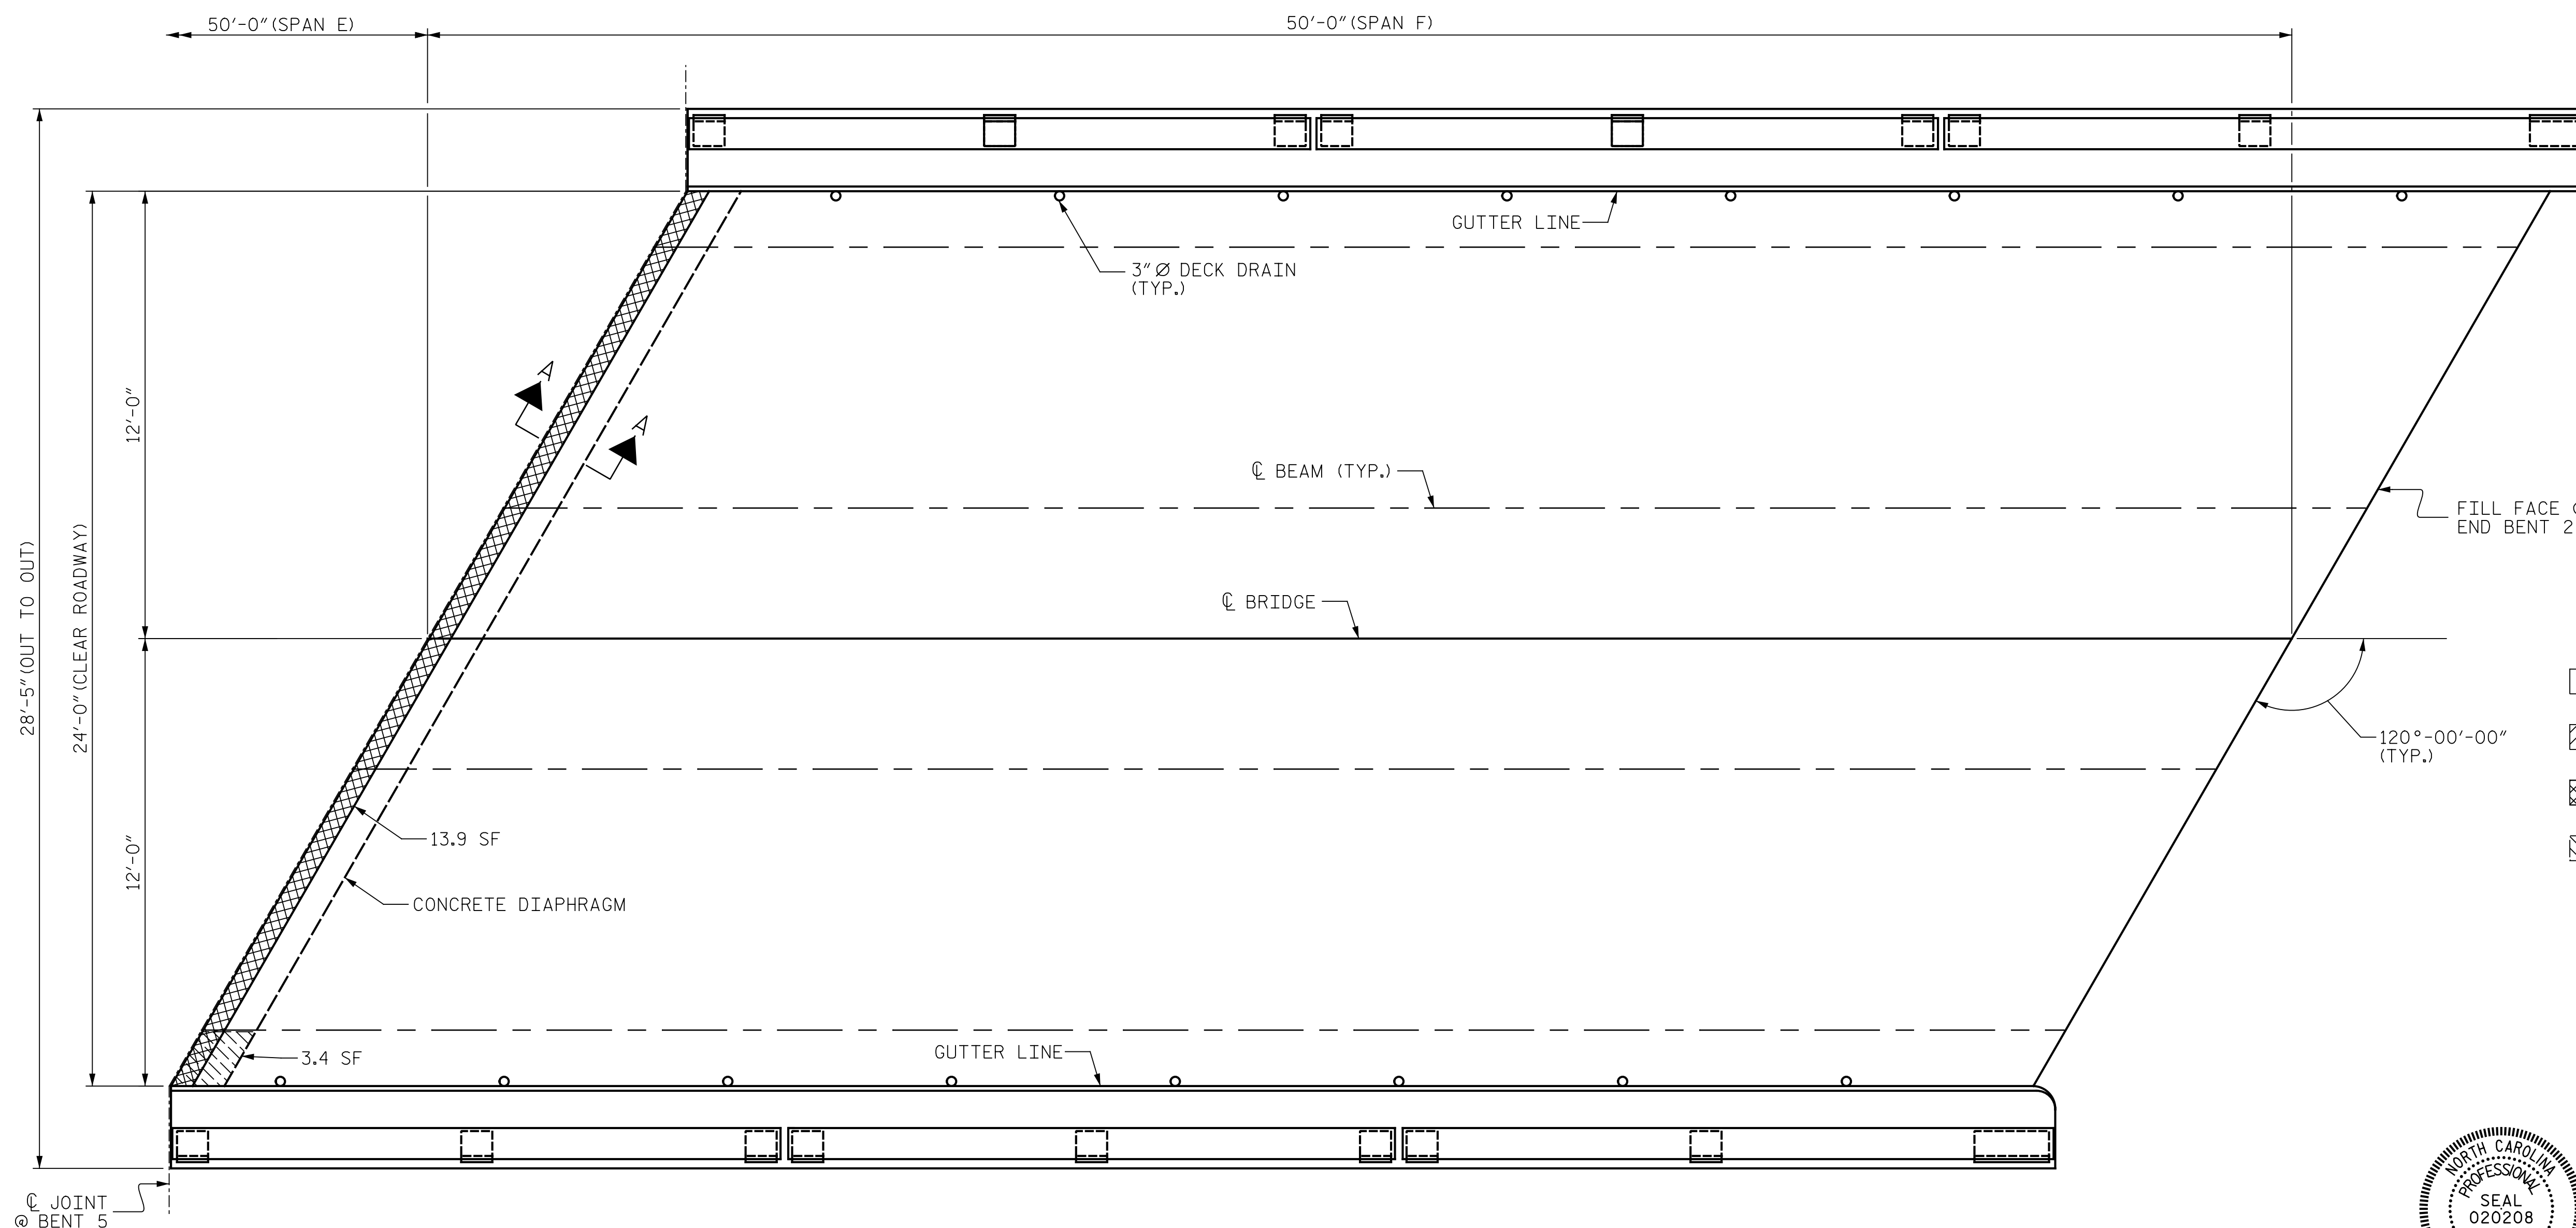 50'-0"(SPAN E)
50'-0"(SPAN F)
GUTTER LINE
3"Ø DECK DRAIN
(TYP.)
A
A
12'-0"
28'-5"(OUT TO OUT)
24'-0"(CLEAR ROADWAY)
℄ BEAM (TYP.)
FILL FACE
END BENT 2
℄ BRIDGE
120°-00'-00"
(TYP.)
12'-0"
13.9 SF
CONCRETE DIAPHRAGM
3.4 SF
GUTTER LINE
℄ JOINT
@ BENT 5
NORTH CAROLINA
PROFESSIONAL
SEAL
020208